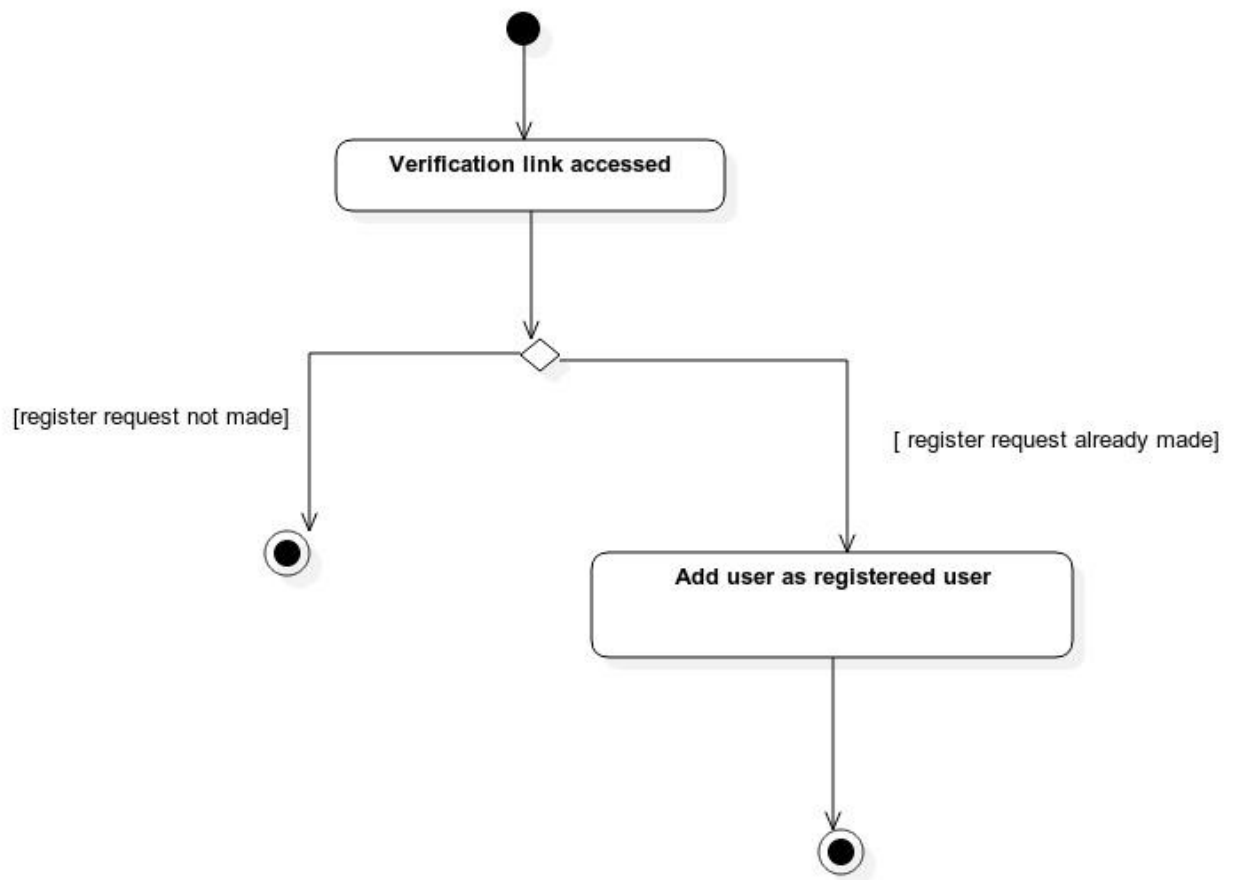 Verification link accessed
[register request not made]
[ register request already made]
Add user as registereed user